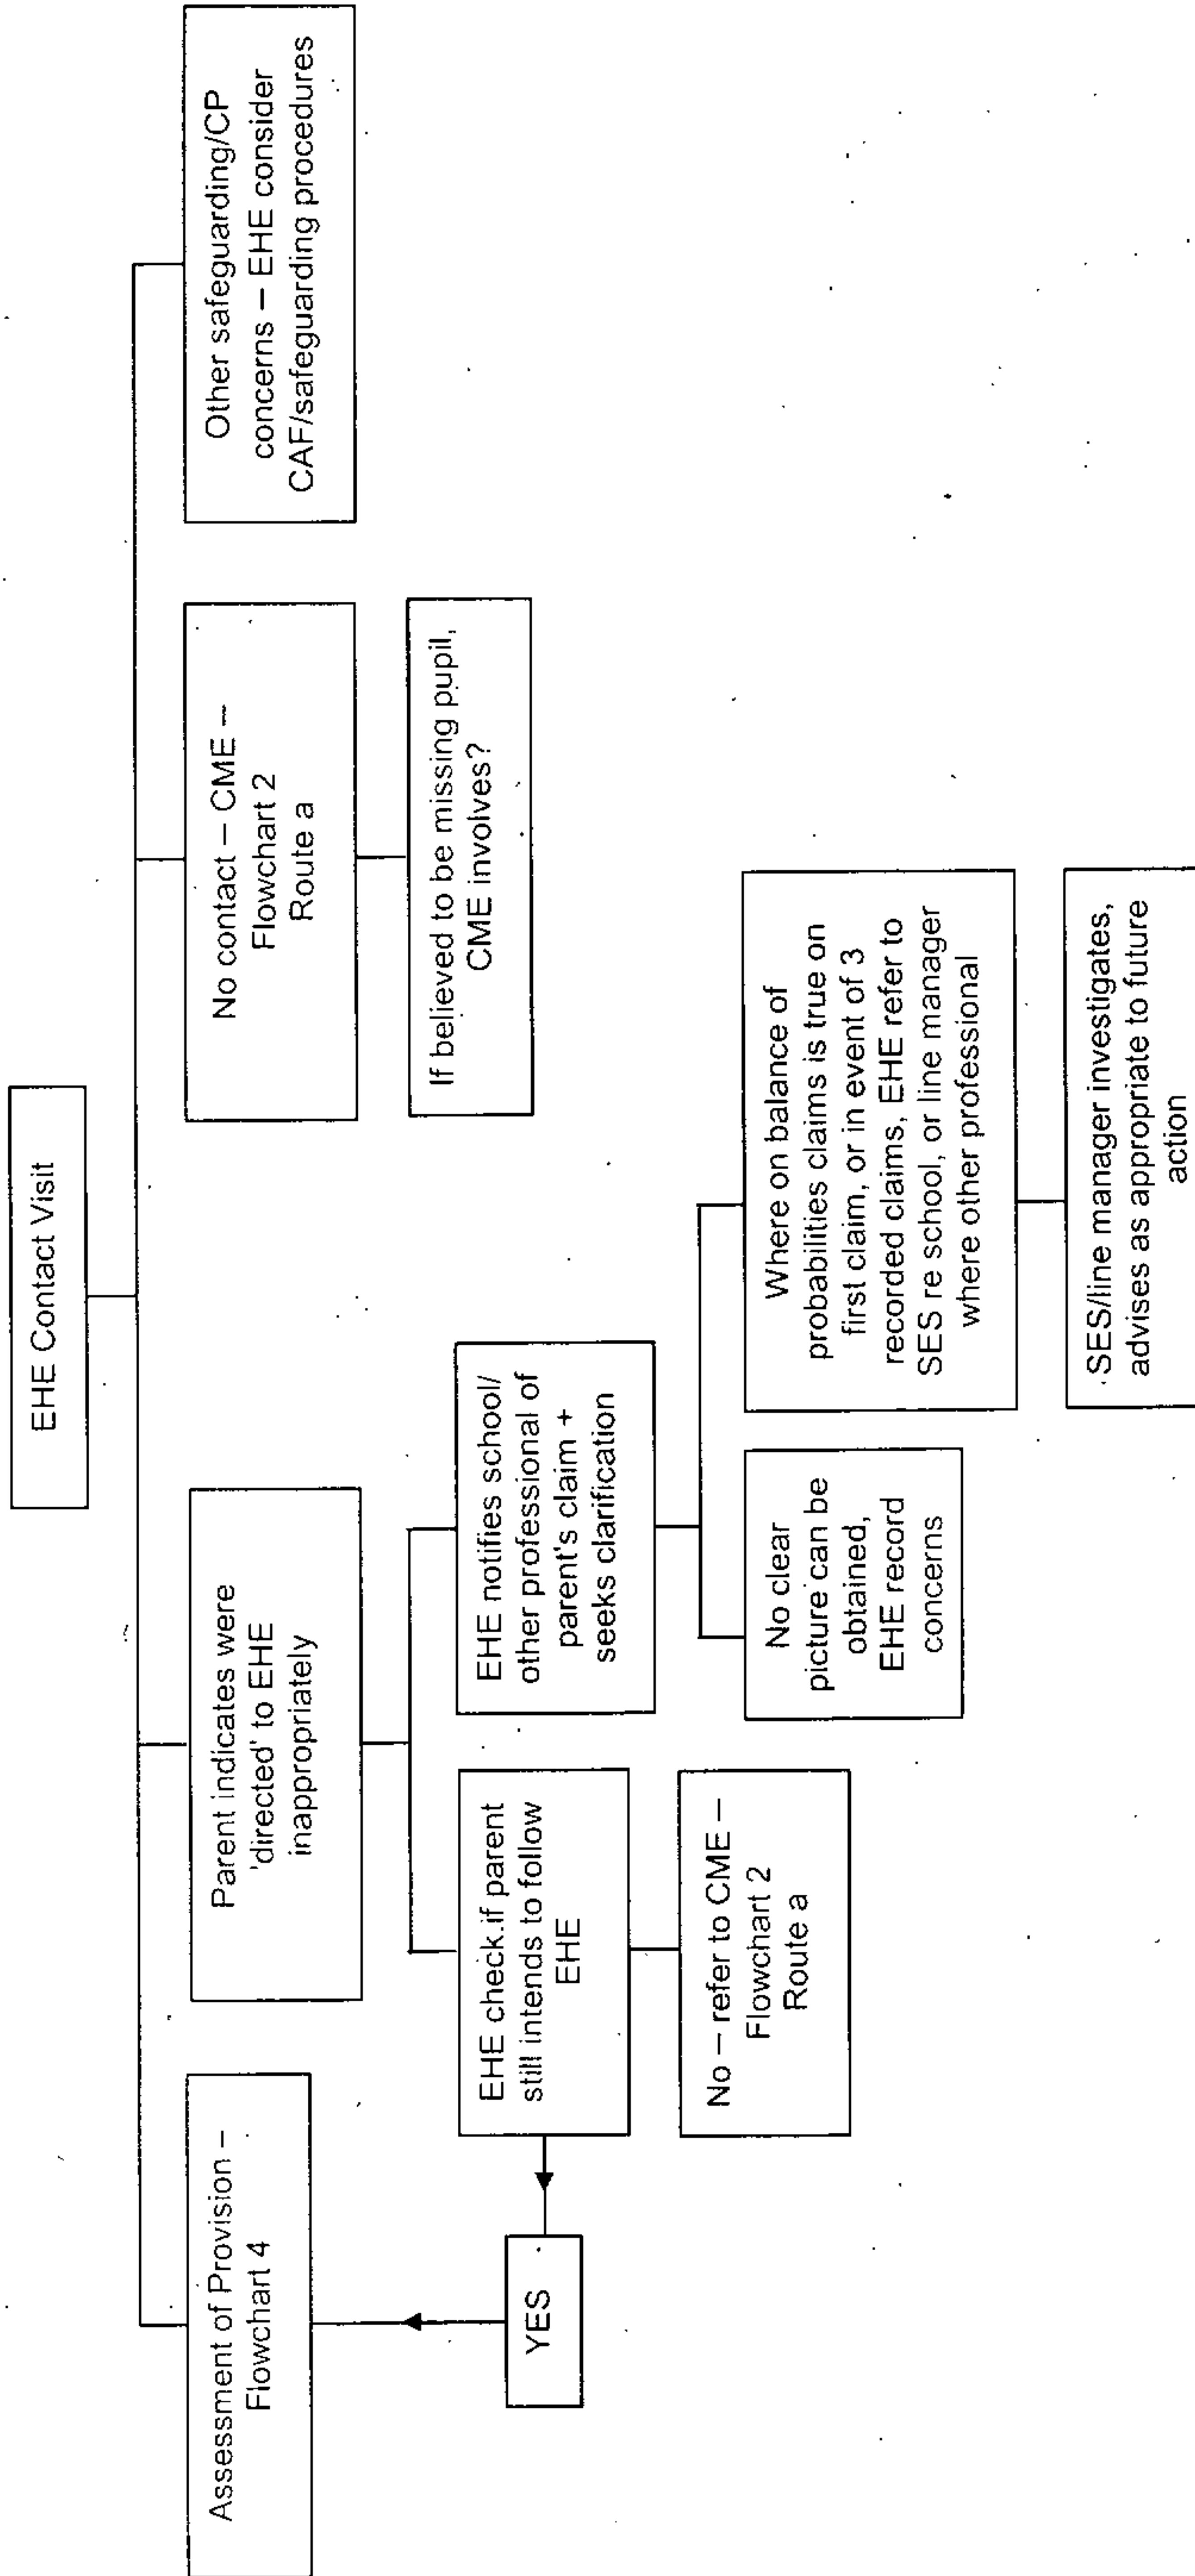 EHE Contact Visit
Assessment of Provision –
Flowchart 4
Parent indicates were
'directed' to EHE
inappropriately
No contact – CME –
Flowchart 2
Route a
Other safeguarding/CP
concerns – EHE consider
CAF/safeguarding procedures
If believed to be missing pupil,
CME involves?
YES
EHE check if parent
still intends to follow
EHE
EHE notifies school/
other professional of
parent's claim +
seeks clarification
No – refer to CME –
Flowchart 2
Route a
No clear
picture can be
obtained,
EHE record
concerns
Where on balance of
probabilities claims is true on
first claim, or in event of 3
recorded claims, EHE refer to
SES re school, or line manager
where other professional
SES/line manager investigates,
advises as appropriate to future
action